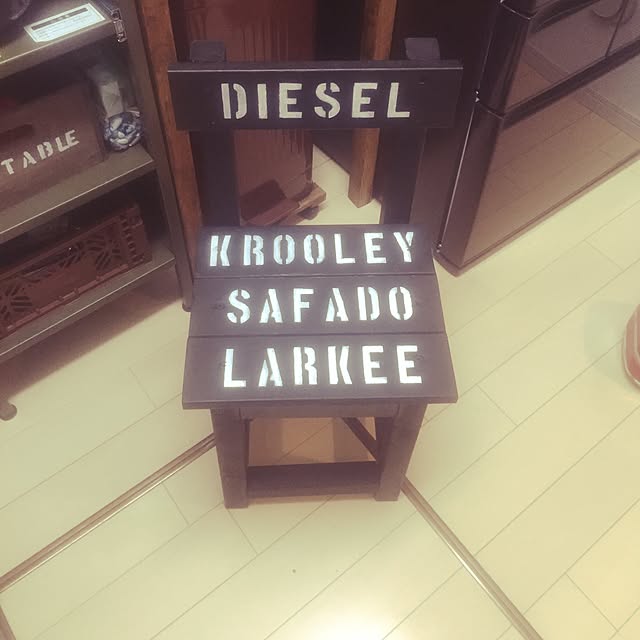 DIESEL
KROOLEY
SAFADO
LARKEE
TABLE